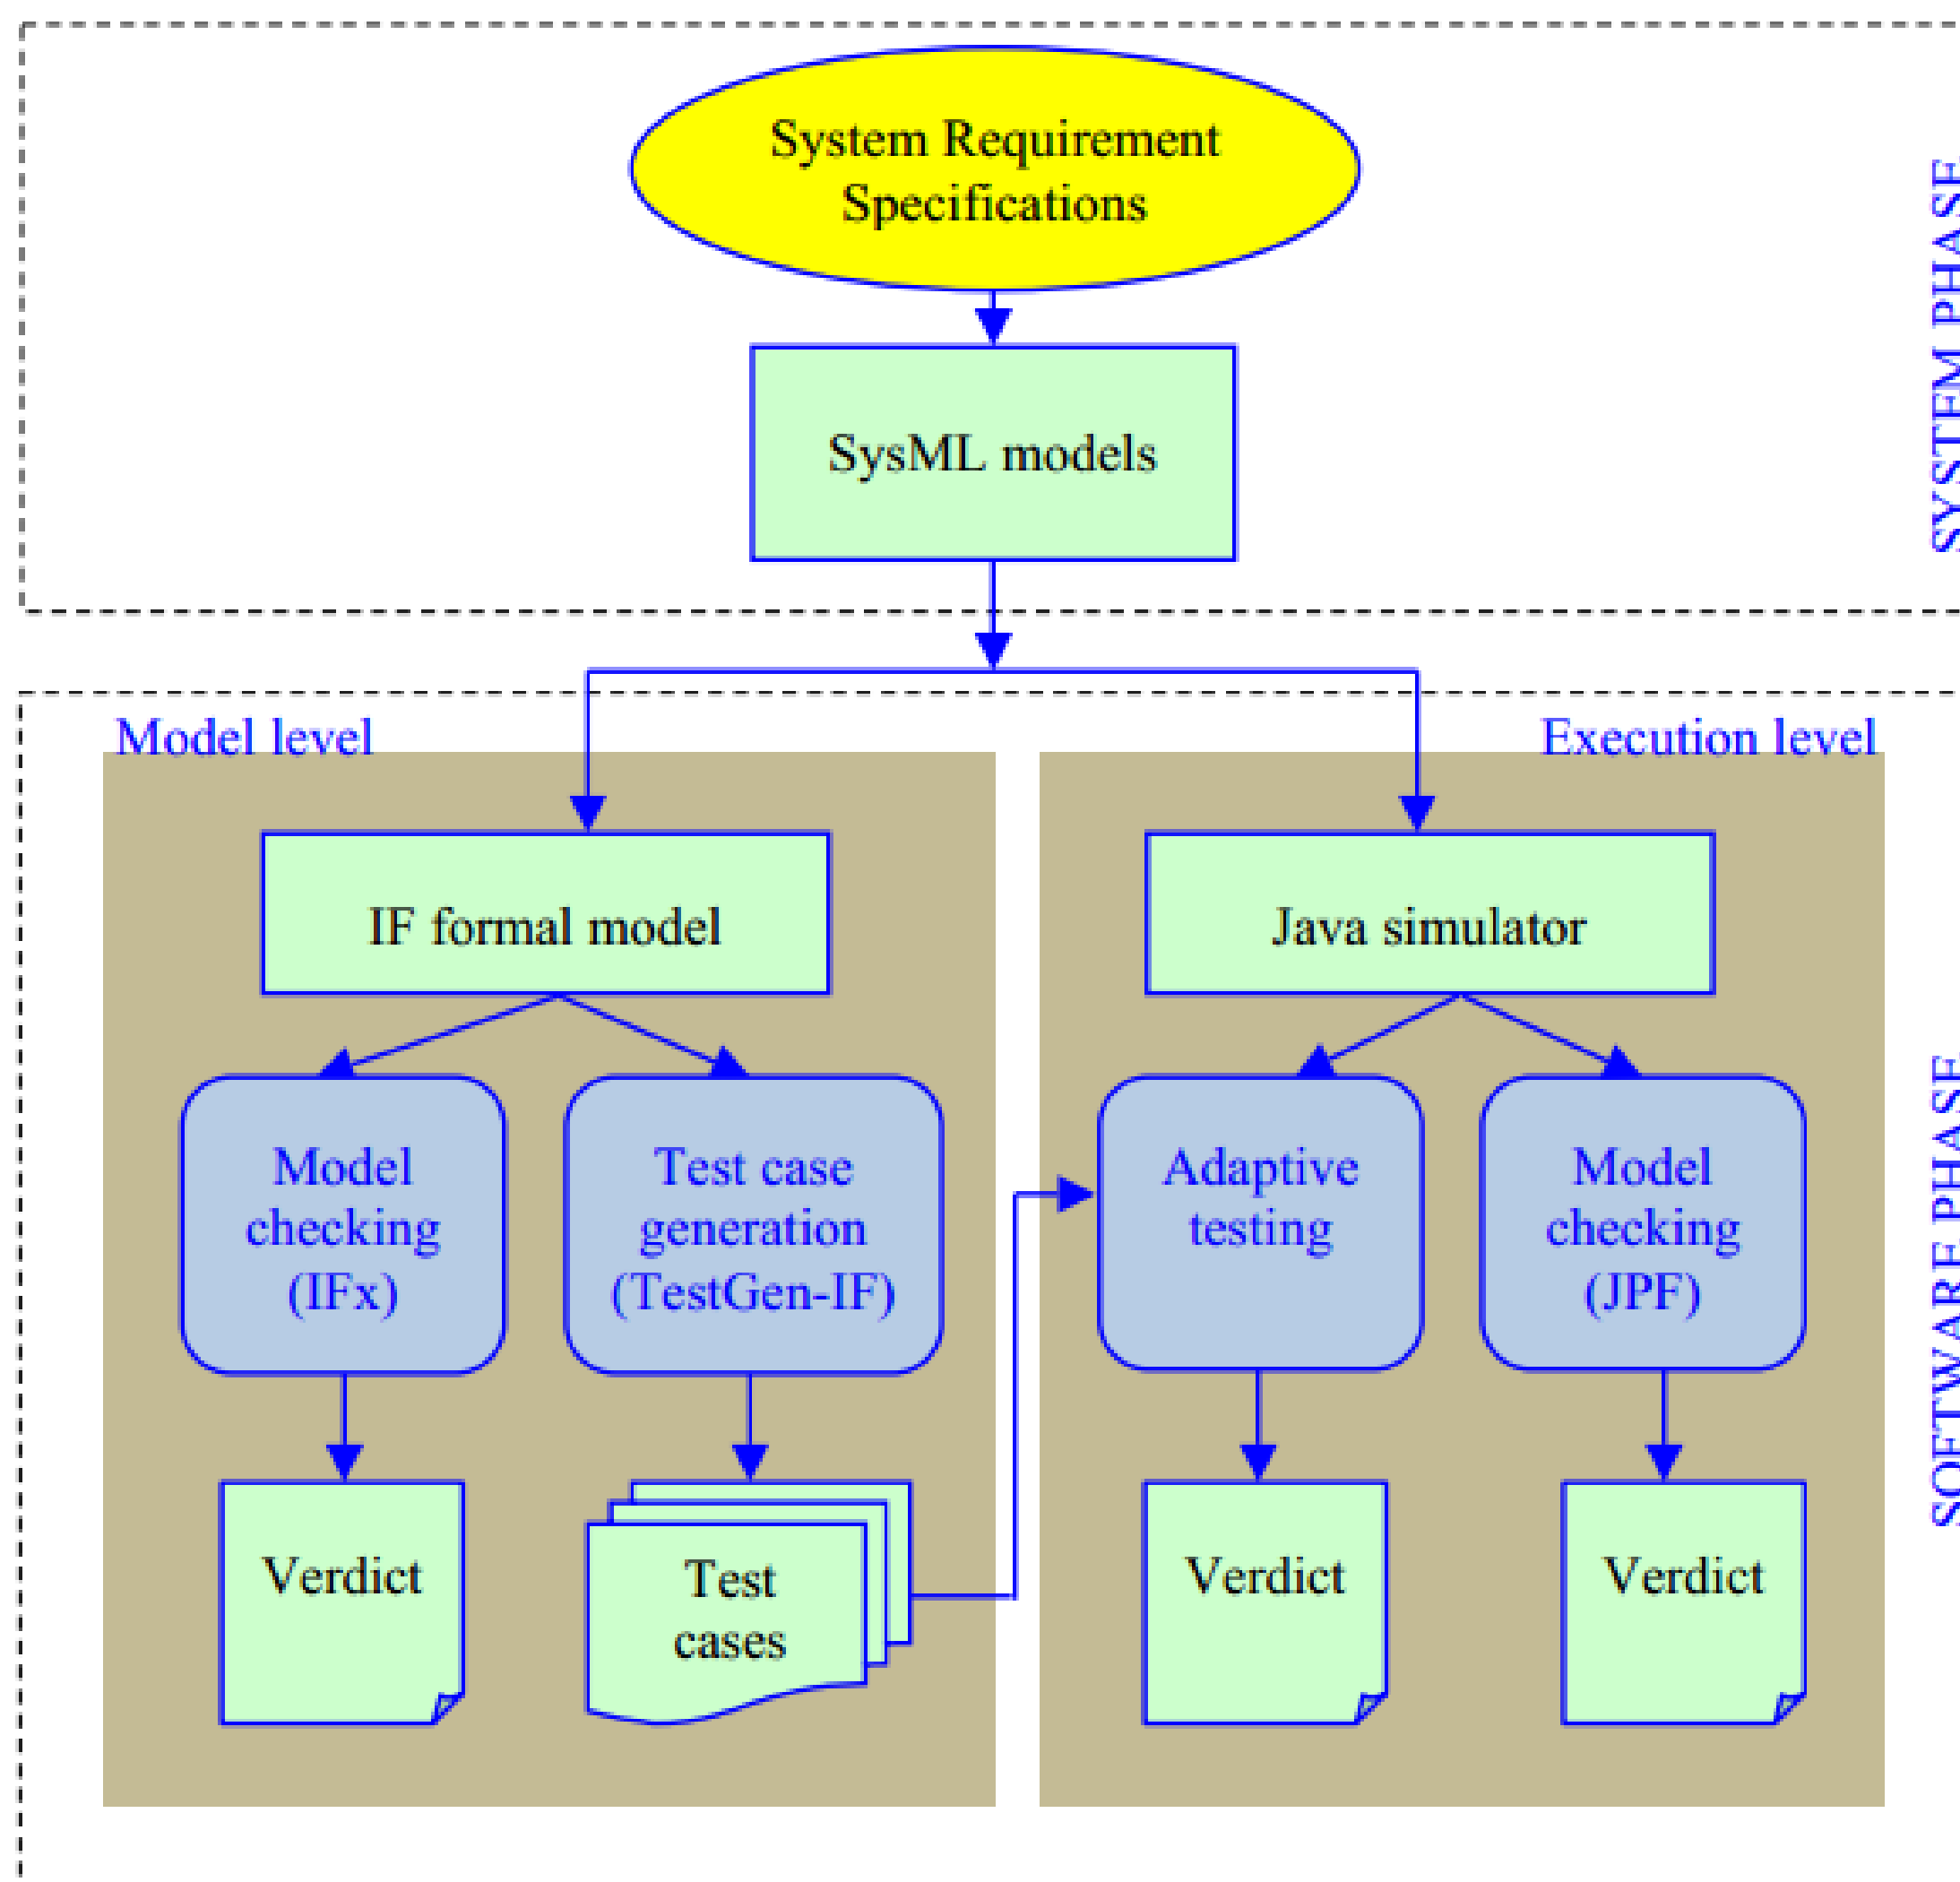 System Requirement
Specifications
SYSTEM PHASE
SysML models
Model level
Execution level
IF formal model
Java simulator
Model
checking
(IFx)
Test case
generation
(TestGen-IF)
Adaptive
testing
Model
checking
(JPF)
SOFTWARE PHASE
Verdict
Test
cases
Verdict
Verdict